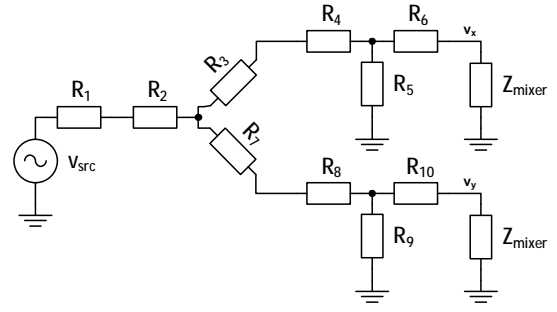 R4 R6 vx
R3
R5 Zmixer
R1 R2
vsrc
R7
R8 R10 vy
R9 Zmixer